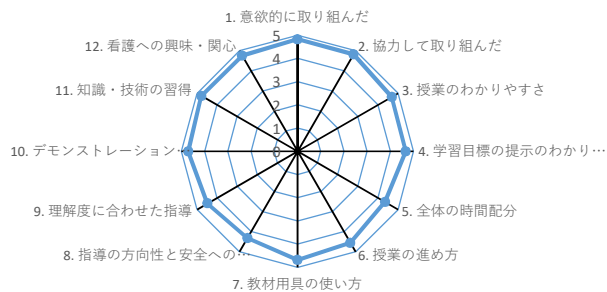 1. 意欲的に取り組んだ
2. 協力して取り組んだ
3. 授業のわかりやすさ
4. 学習目標の提示のわかり…
5. 全体の時間配分
6. 授業の進め方
7. 教材用具の使い方
8. 指導の方向性と安全への…
9. 理解度に合わせた指導
10. デモンストレーション…
11. 知識・技術の習得
12. 看護への興味・関心
5
4
3
2
1
0